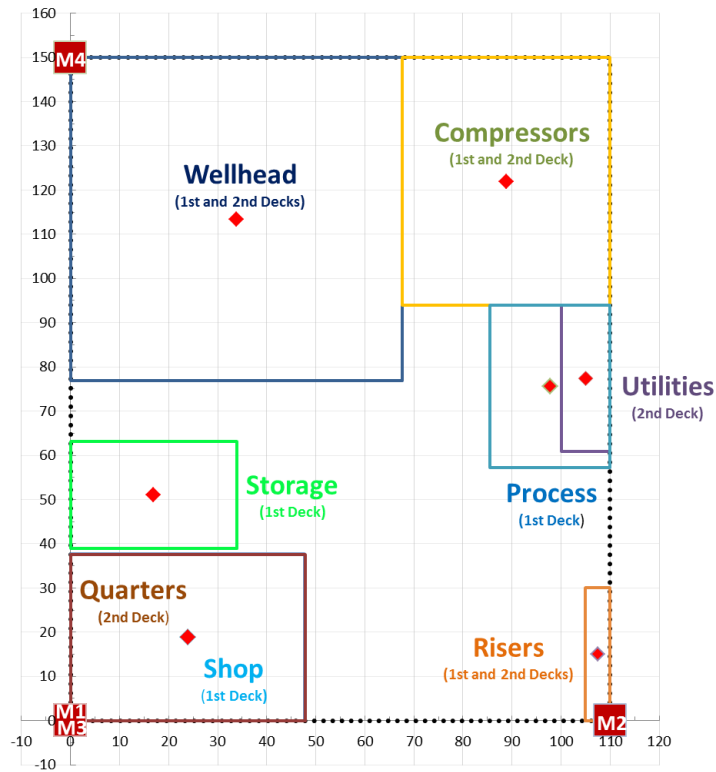 160
M4
150
140
Compressors
130
(1st and 2nd Deck)
Wellhead
120
(1st and 2nd Decks)
110
100
90
80
Utilities
(2nd Deck)
70
60
Storage
Process
50
(1st Deck)
(1st Deck)
40
30
Quarters
(2nd Deck)
20
Risers
Shop
10
(1st and 2nd Decks)
(1st Deck)
M1
0
M3
M2
-10 0 10 20 30 40 50 60 70 80 90 100 110 120
-10